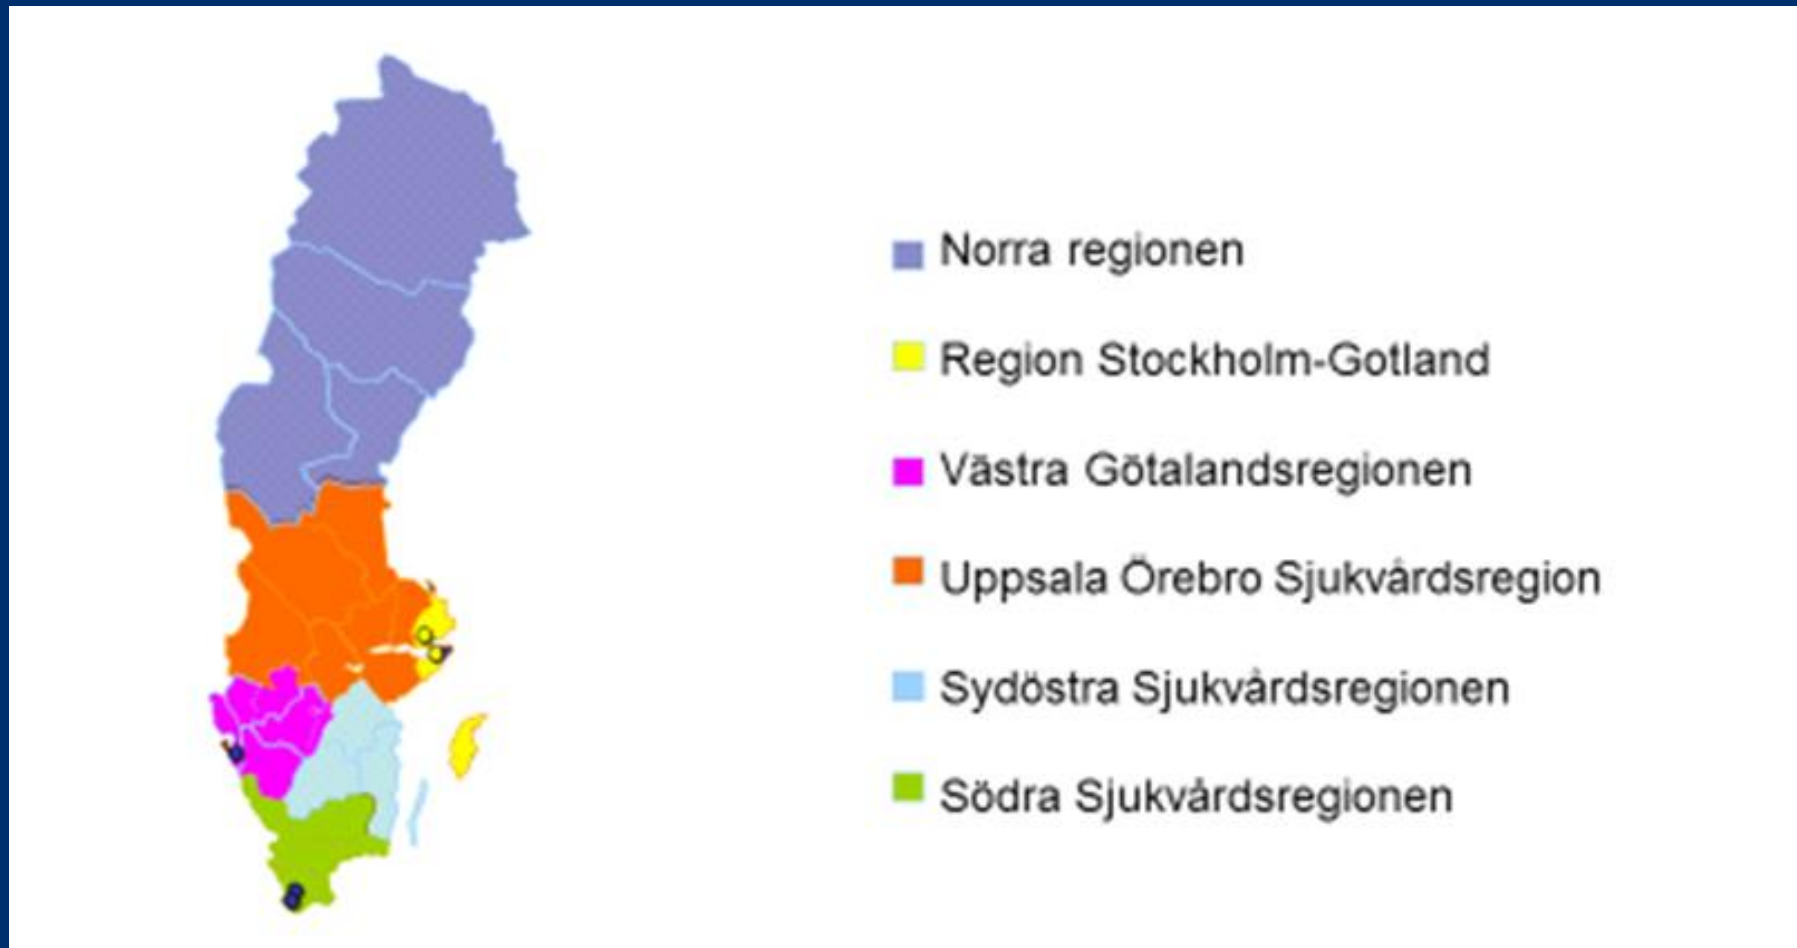 Norra regionen
Region Stockholm-Gotland
Västra Götalandsregionen
Uppsala Örebro Sjukvårdsregion
Sydöstra Sjukvårdsregionen
Södra Sjukvårdsregionen